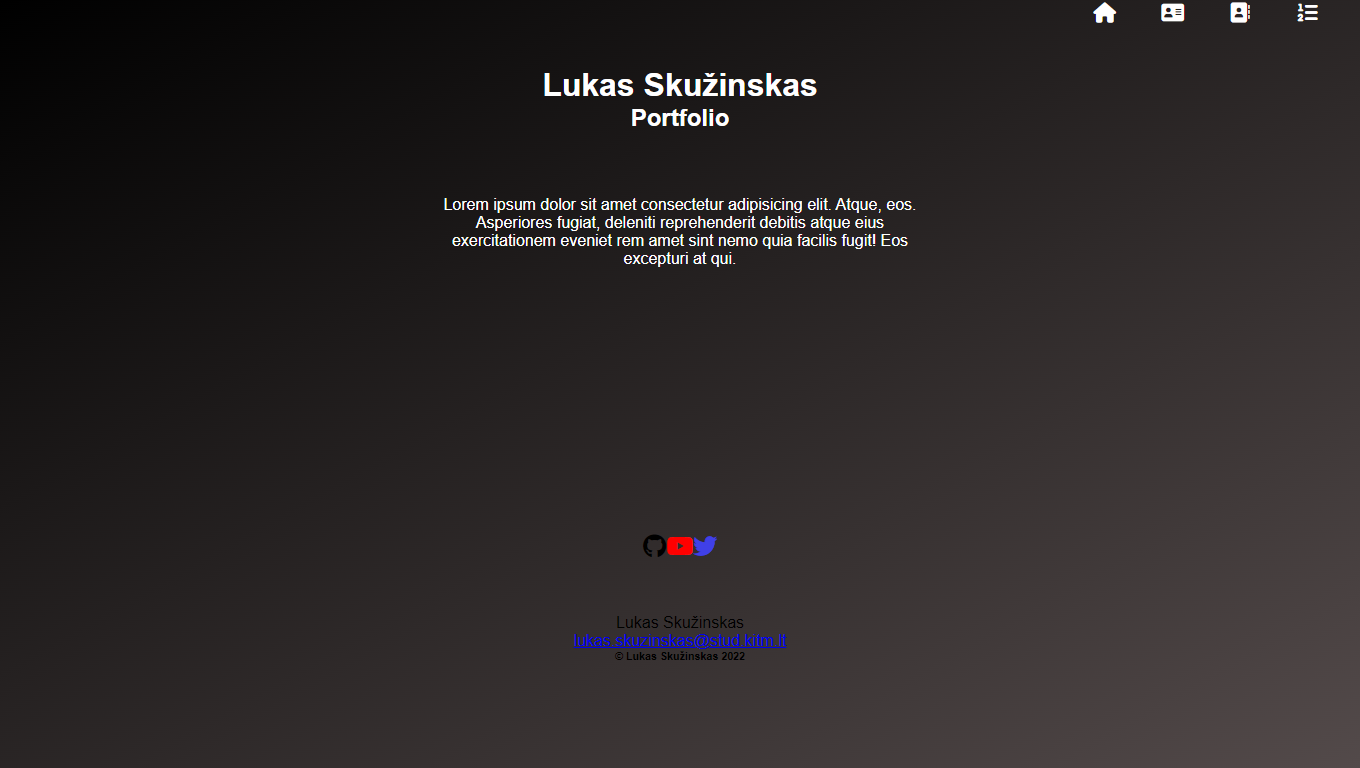 Lukas Skužinskas
Portfolio
Lorem ipsum dolor sit amet consectetur adipisicing elit. Atque, eos.
Asperiores fugiat, deleniti reprehenderit debitis atque eius
exercitationem eveniet rem amet sint nemo quia facilis fugit! Eos
excepturi at qui.
Lukas Skužinskas
lukas.skuzinskas@stud.kitm.lt
© Lukas Skužinskas 2022